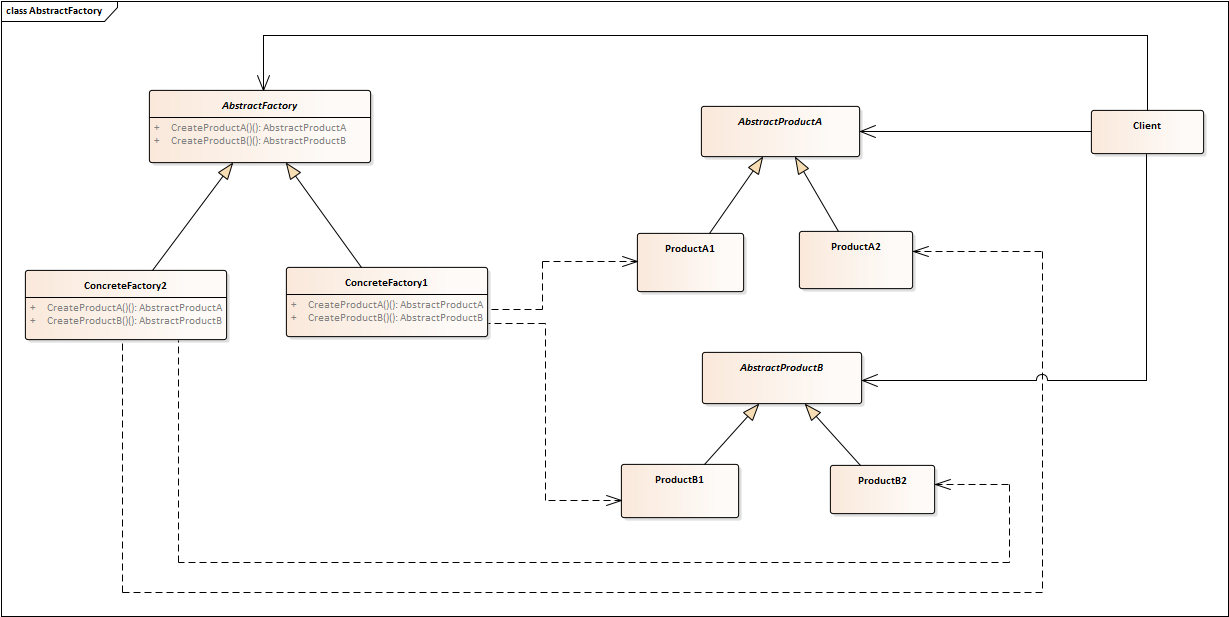 class AbstractFactory
AbstractFactory
+ CreateProductA()(): AbstractProductA
+ CreateProductB()(): AbstractProductB
AbstractProductA
Client
ProductA1
ProductA2
ConcreteFactory2
+ CreateProductA()(): AbstractProductA
+ CreateProductB()(): AbstractProductB
ConcreteFactory1
+ CreateProductA()(): AbstractProductA
+ CreateProductB()(): AbstractProductB
AbstractProductB
ProductB1
ProductB2